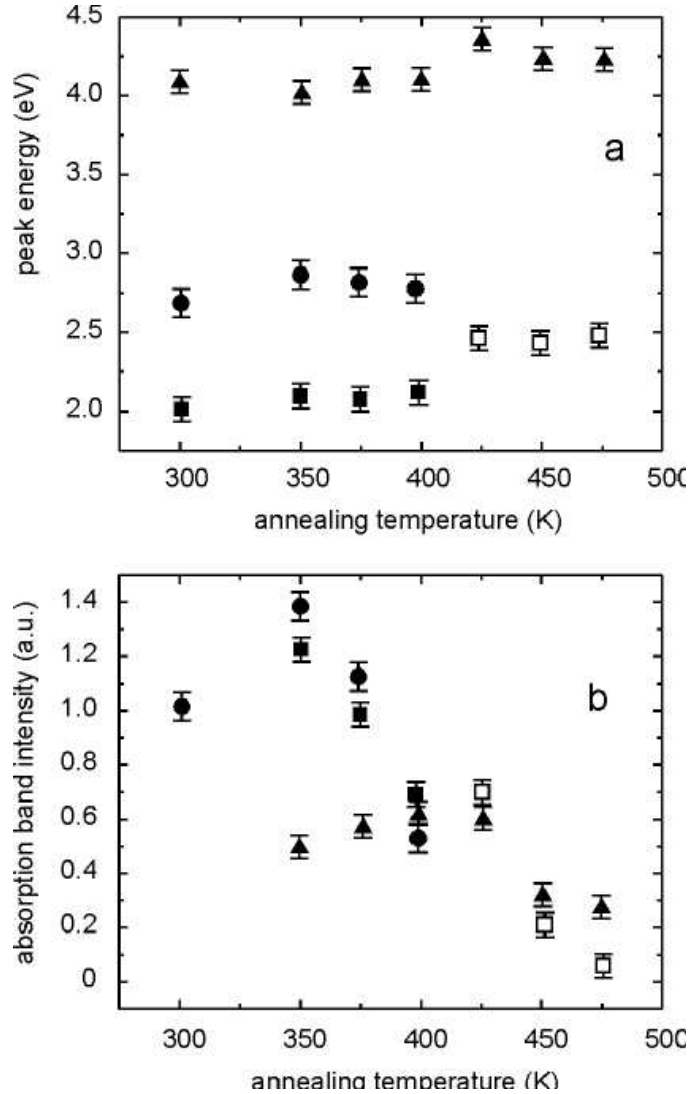 4.5
4.0
3.5
3.0
2.5
2.0
peak energy (eV)
a
300 350 400 450 500
annealing temperature (K)
1.4
1.2
1.0
0.8
0.6
0.4
0.2
0
absorption band intensity (a.u.)
b
300 350 400 450 500
annealing temperature (K)